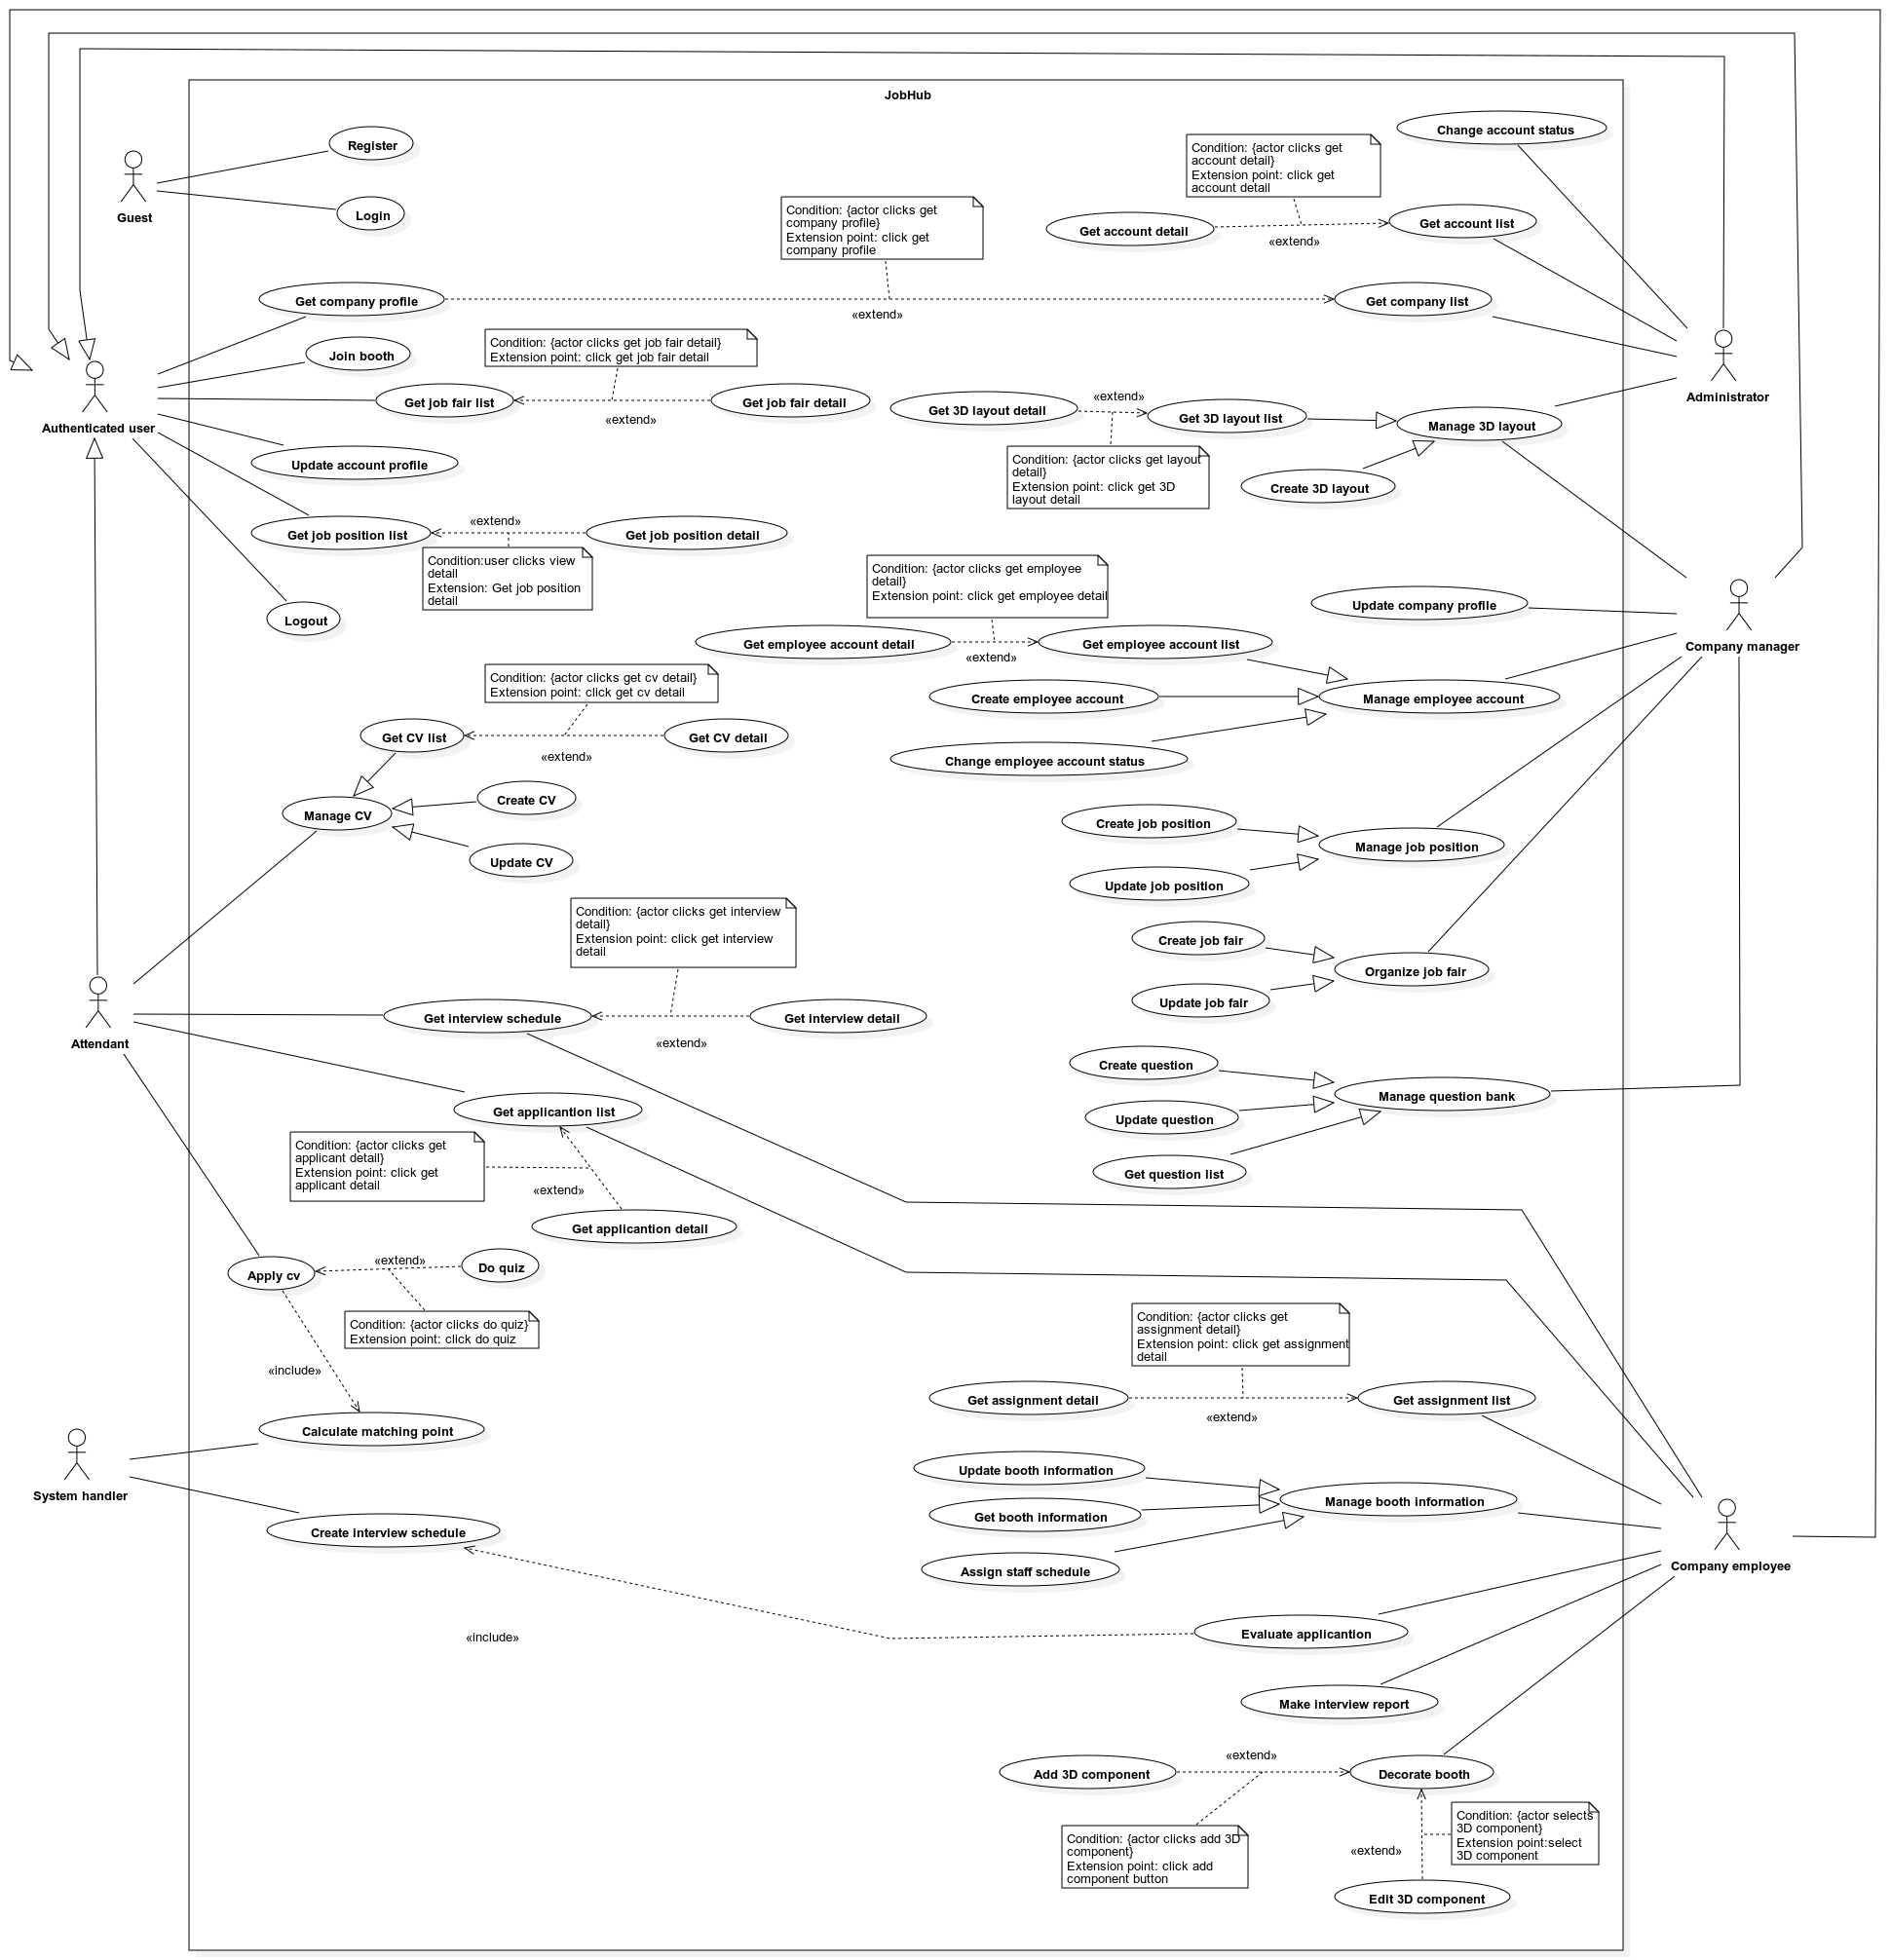 JobHub
Change account status
Condition: {actor clicks get
account detail}
Extension point: click get
account detail
Register
Guest
Login
Condition: {actor clicks get
company profile}
Extension point: click get
company profile
Get account detail
«extend»
Get account list
Get company profile
«extend»
Get company list
Join booth
Condition: {actor clicks get job fair detail}
Extension point: click get job fair detail
Administrator
Get job fair list
«extend»
Get job fair detail
Get 3D layout detail
«extend»
Get 3D layout list
Manage 3D layout
Authenticated user
Update account profile
Condition: {actor clicks get layout
detail}
Extension point: click get 3D
layout detail
Create 3D layout
Get job position list
«extend»
Get job position detail
Condition:user clicks view
detail
Extension: Get job position
detail
Logout
Condition: {actor clicks get employee
detail}
Extension point: click get employee detail
Update company profile
Get employee account detail
«extend»
Get employee account list
Company manager
Condition: {actor clicks get cv detail}
Extension point: click get cv detail
Create employee account
Manage employee account
Get CV list
«extend»
Get CV detail
Change employee account status
Manage CV
Create CV
Update CV
Create job position
Manage job position
Update job position
Condition: {actor clicks get interview
detail}
Extension point: click get interview
detail
Create job fair
Organize job fair
Update job fair
Get interview schedule
«extend»
Get interview detail
Attendant
Create question
Manage question bank
Update question
Get question list
Get applicantion list
Condition: {actor clicks get
applicant detail}
Extension point: click get
applicant detail
«extend»
Get applicantion detail
Apply cv
«extend»
Do quiz
Condition: {actor clicks do quiz}
Extension point: click do quiz
«include»
Condition: {actor clicks get
assignment detail}
Extension point: click get assignment
detail
Get assignment detail
«extend»
Get assignment list
Calculate matching point
System handler
Update booth information
Manage booth information
Get booth information
Assign staff schedule
Create interview schedule
Company employee
«include»
Evaluate applicantion
Make interview report
Add 3D component
«extend»
Decorate booth
Condition: {actor clicks add 3D
component}
Extension point: click add
component button
Condition: {actor selects
3D component}
Extension point:select
3D component
«extend»
Edit 3D component